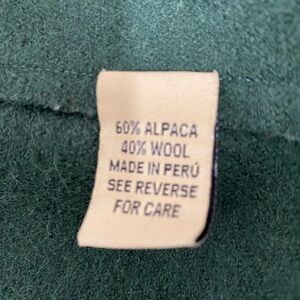 60% ALPACA
40% WOOL
MADE IN PERÚ
SEE REVERSE
FOR CARE